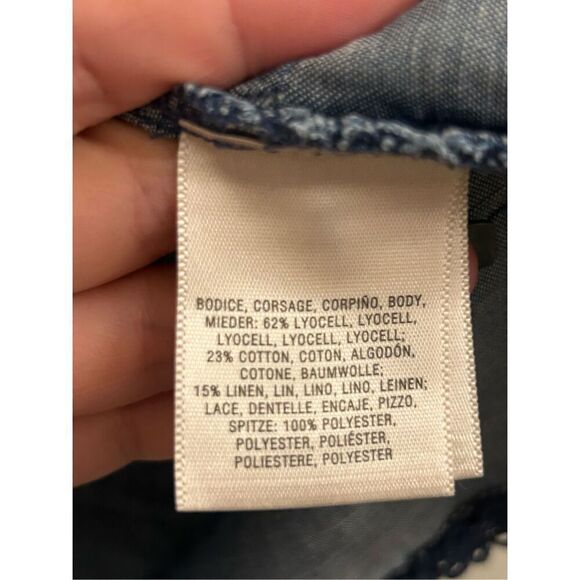 BODICE, CORSAGE, CORPIÑO, BODY,
MIEDER: 62% LYOCELL, LYOCELL,
LYOCELL, LYOCELL, LYOCELL;
23% COTTON, COTON, ALGODÓN,
COTONE, BAUMWOLLE;
15% LINEN, LIN, LINO, LINO, LEINEN;
LACE, DENTELLE, ENCAJE, PIZZO,
SPITZE: 100% POLYESTER,
POLYESTER, POLIÉSTER,
POLIESTERE, POLYESTER